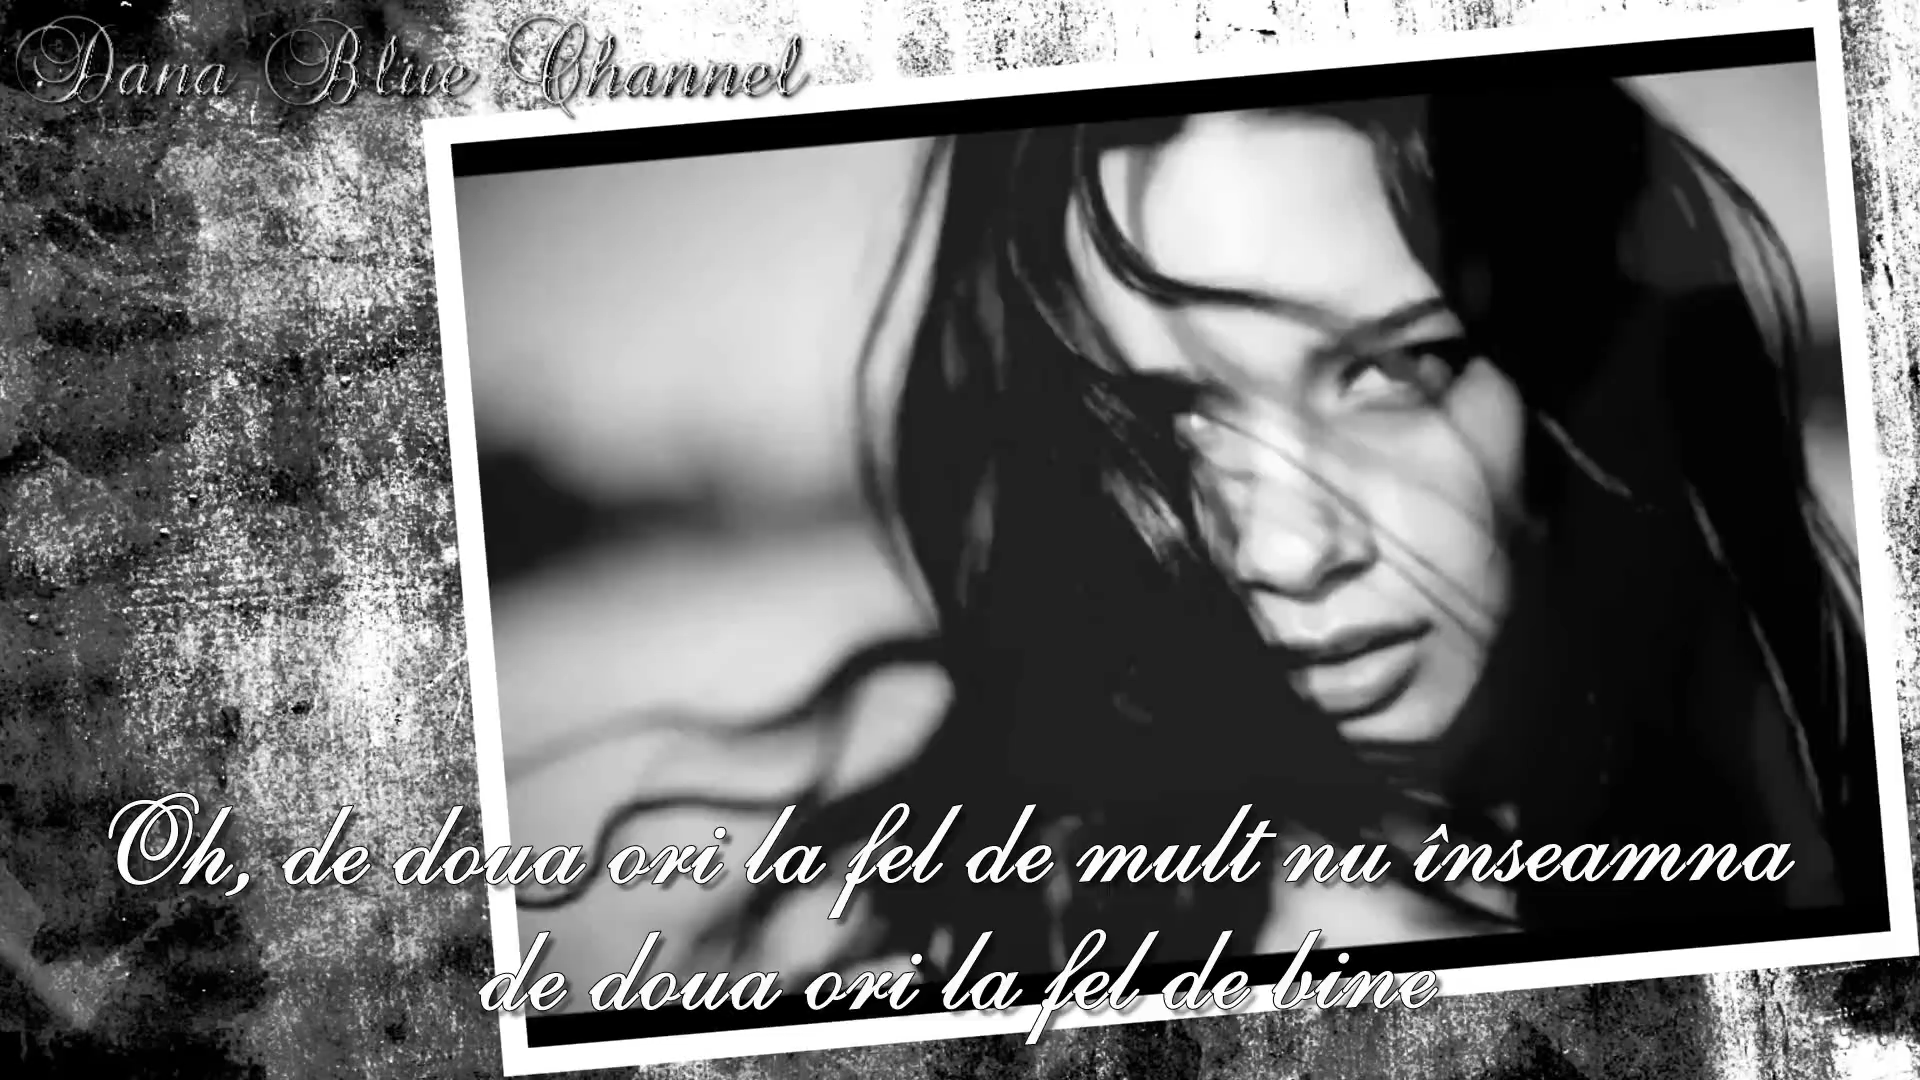 Dana Blue Channel
Oh, de doua ori la fel de mult nu înseamna
de doua ori la fel de bine